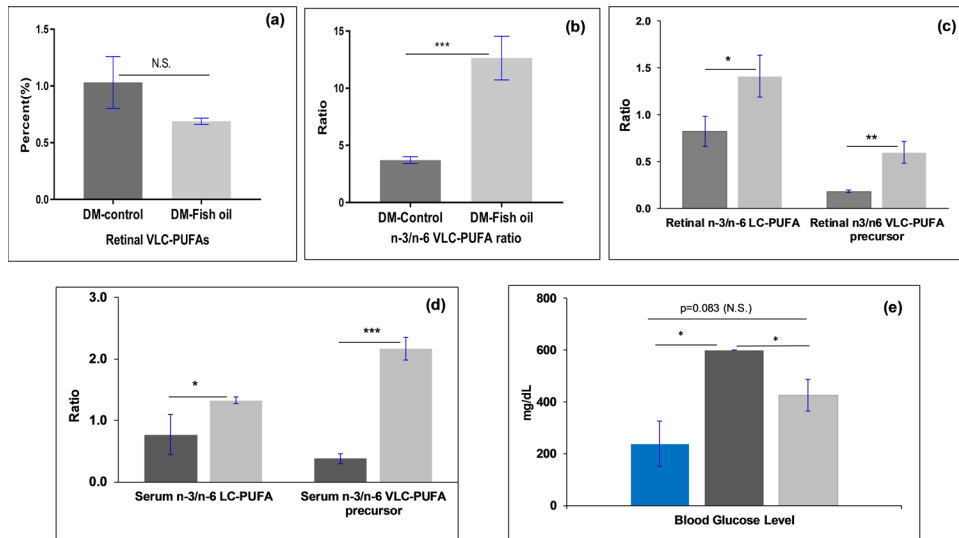 (a)
1.5
1.0
0.5
0.0
Percent(%)
N.S.
DM-control DM-Fish oil
Retinal VLC-PUFAs
(b)
15
10
5
0
Ratio
***
DM-Control DM-Fish oil
n-3/n-6 VLC-PUFA ratio
(c)
2.0
1.5
1.0
0.5
0.0
Ratio
*
**
Retinal n-3/n-6 LC-PUFA Retinal n3/n6 VLC-PUFA
precursor
(d)
3.0
2.0
1.0
0.0
Ratio
*
***
Serum n-3/n-6 LC-PUFA Serum n-3/n-6 VLC-PUFA
precursor
(e)
800
600
400
200
0
mg/dL
p=0.083 (N.S.)
*
*
Blood Glucose Level